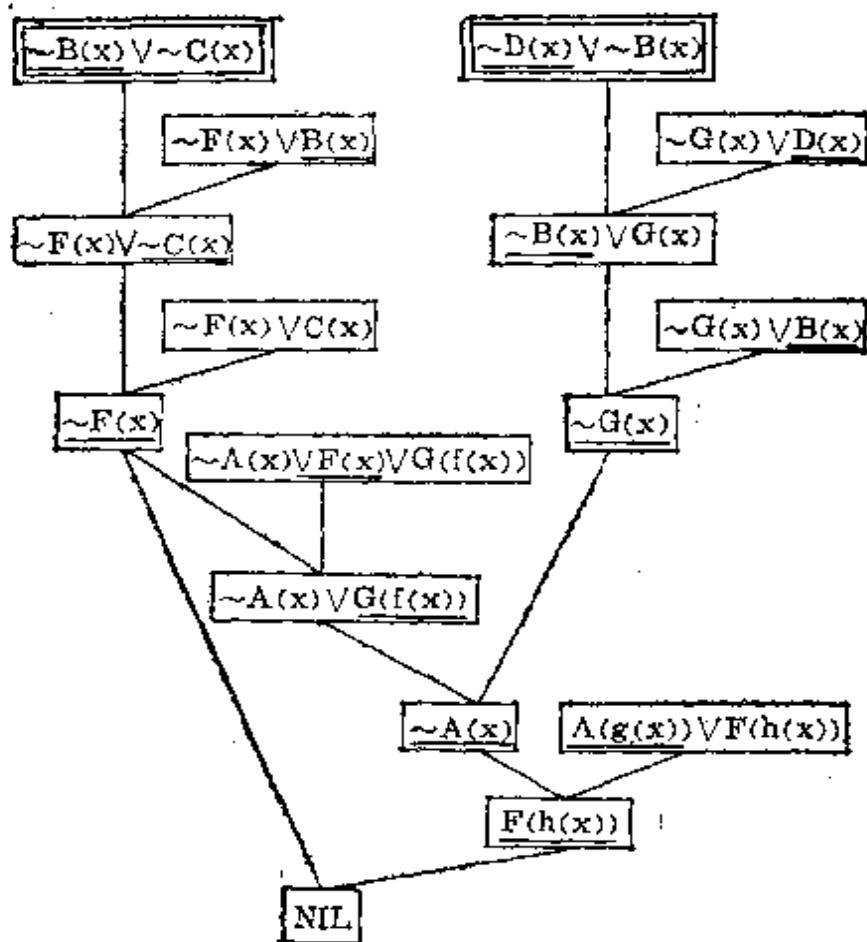 ~B(x) ∨ ~C(x)
~D(x) ∨ ~B(x)
~F(x) ∨ B(x)
~G(x) ∨ D(x)
~F(x) ∨ ~C(x)
~B(x) ∨ G(x)
~F(x) ∨ C(x)
~G(x) ∨ B(x)
~F(x)
~G(x)
~A(x) ∨ F(x) ∨ G(f(x))
~A(x) ∨ G(f(x))
~A(x)
A(g(x)) ∨ F(h(x))
F(h(x))
NIL